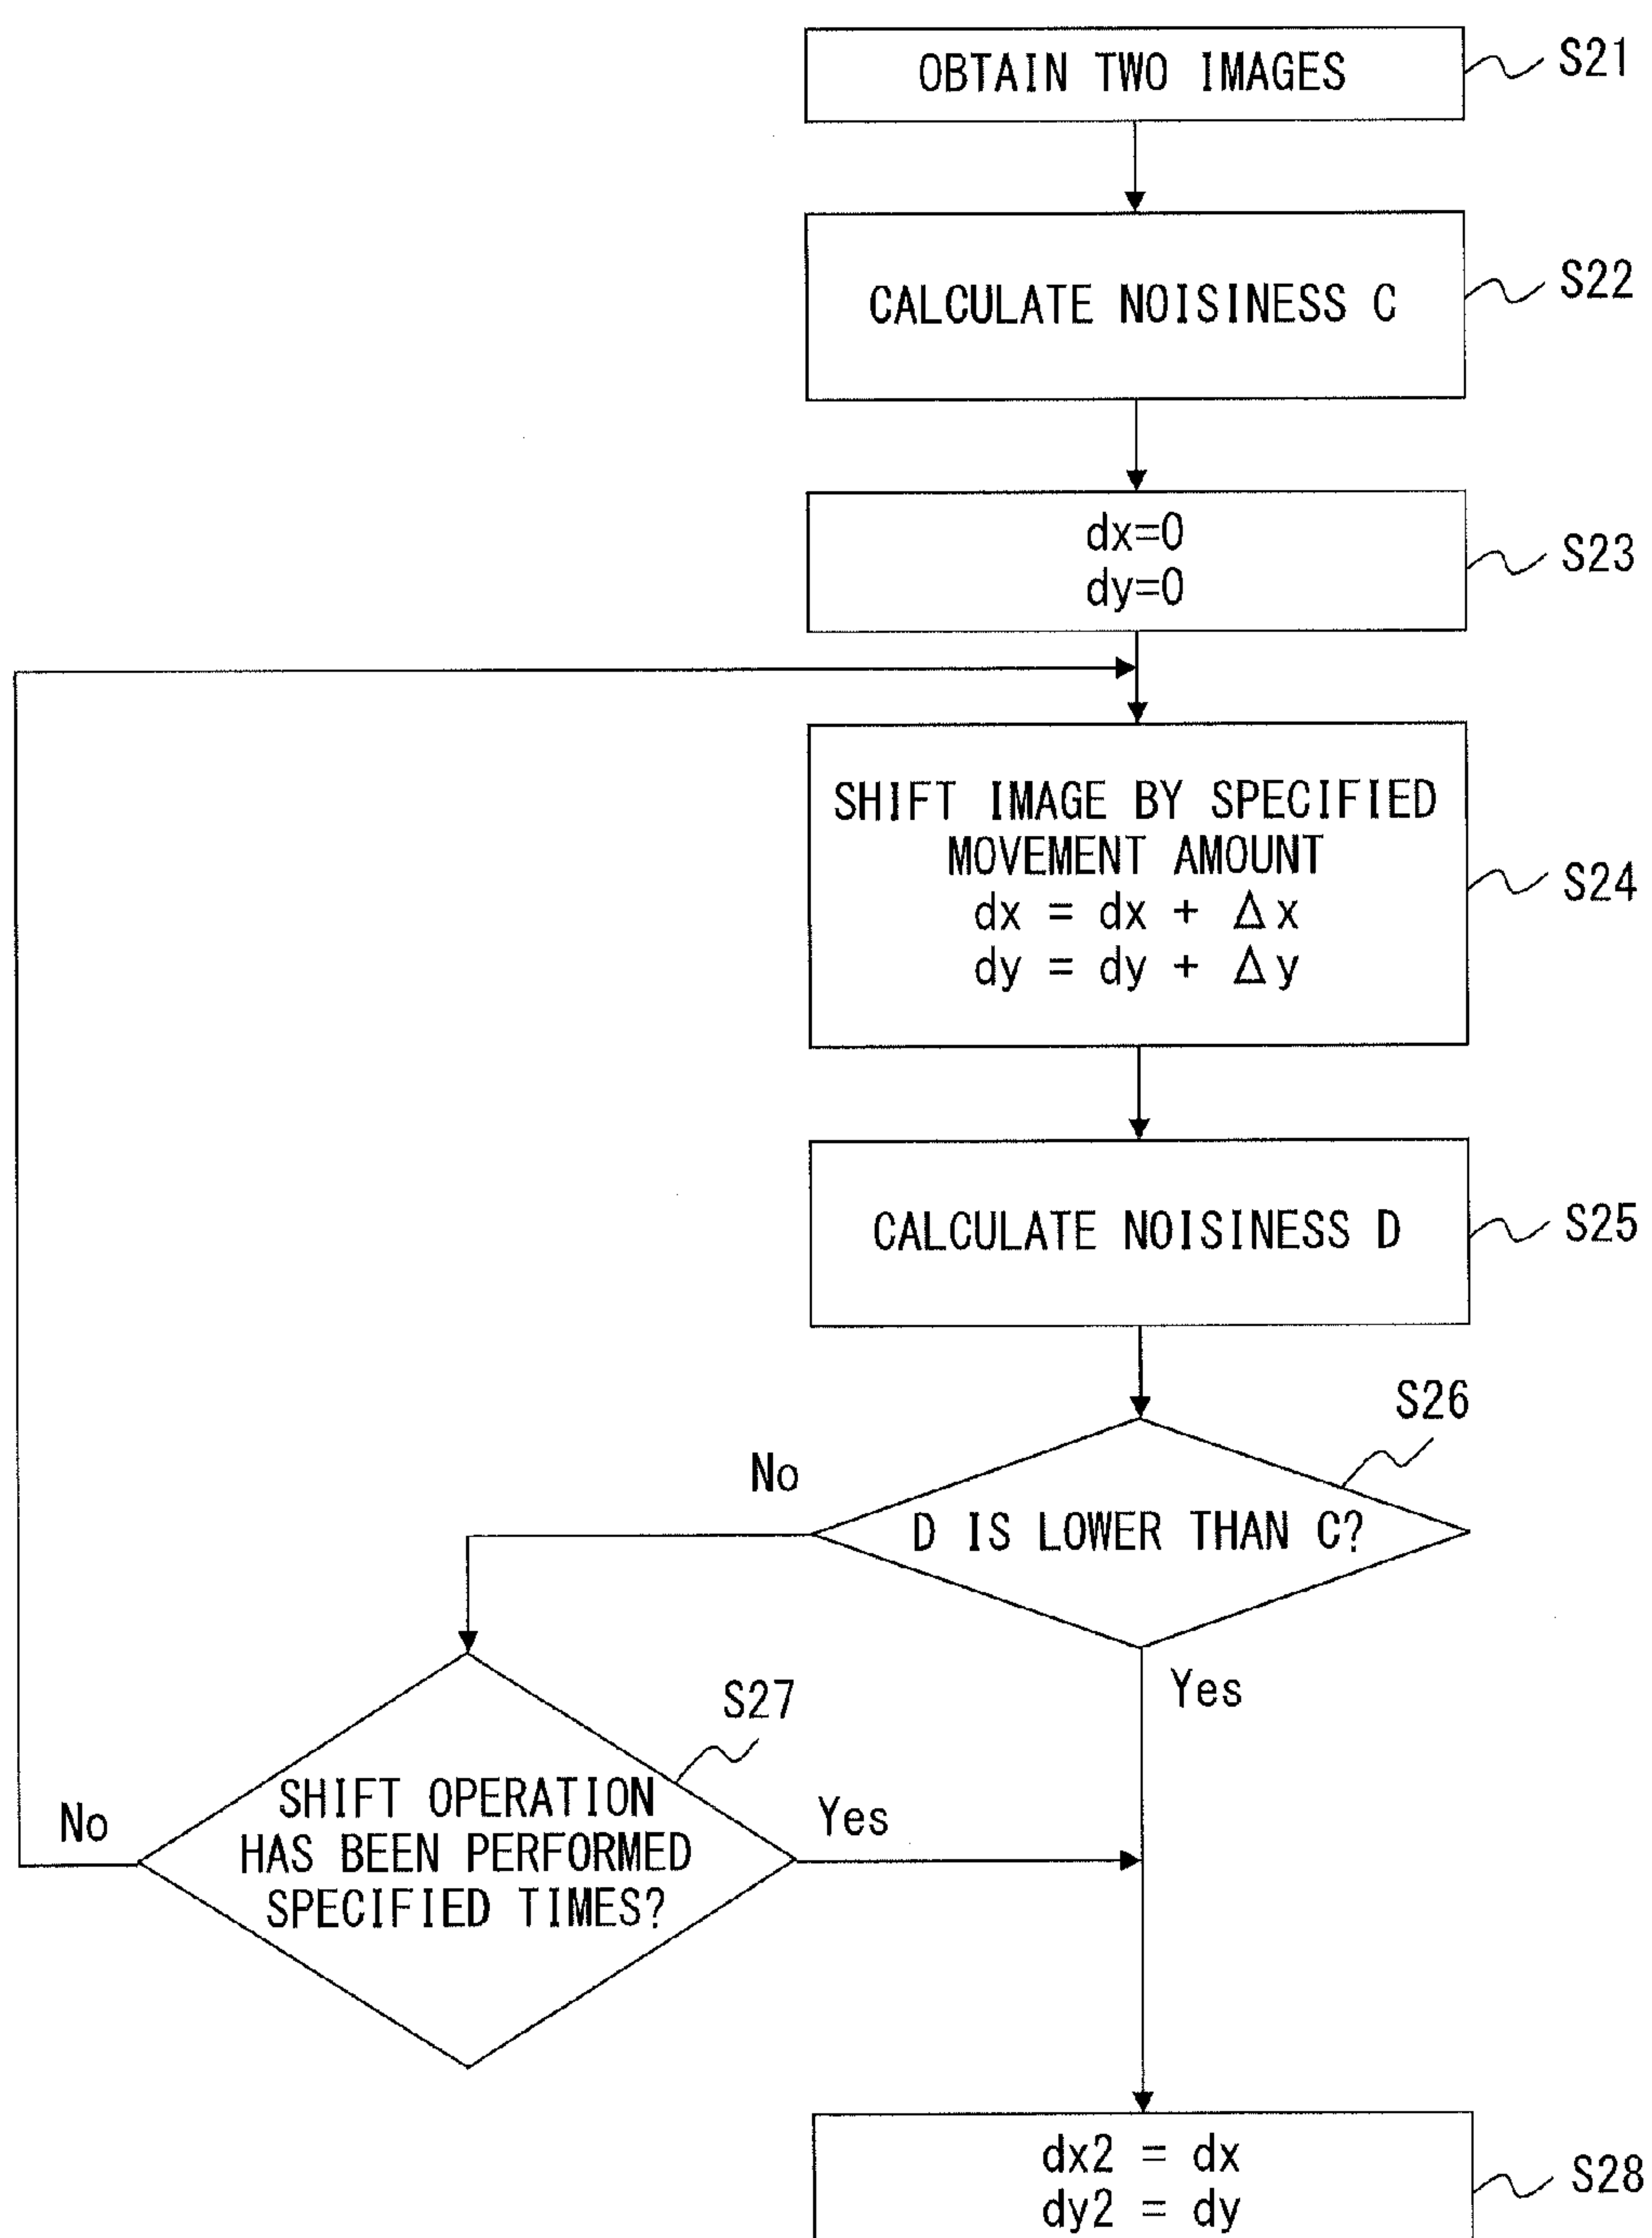 OBTAIN TWO IMAGES
S21
CALCULATE NOISINESS C
S22
dx=0
dy=0
S23
SHIFT IMAGE BY SPECIFIED
MOVEMENT AMOUNT
dx = dx + Δx
dy = dy + Δy
S24
CALCULATE NOISINESS D
S25
S26
No
D IS LOWER THAN C?
Yes
S27
No
SHIFT OPERATION
HAS BEEN PERFORMED
SPECIFIED TIMES?
Yes
dx2 = dx
dy2 = dy
S28